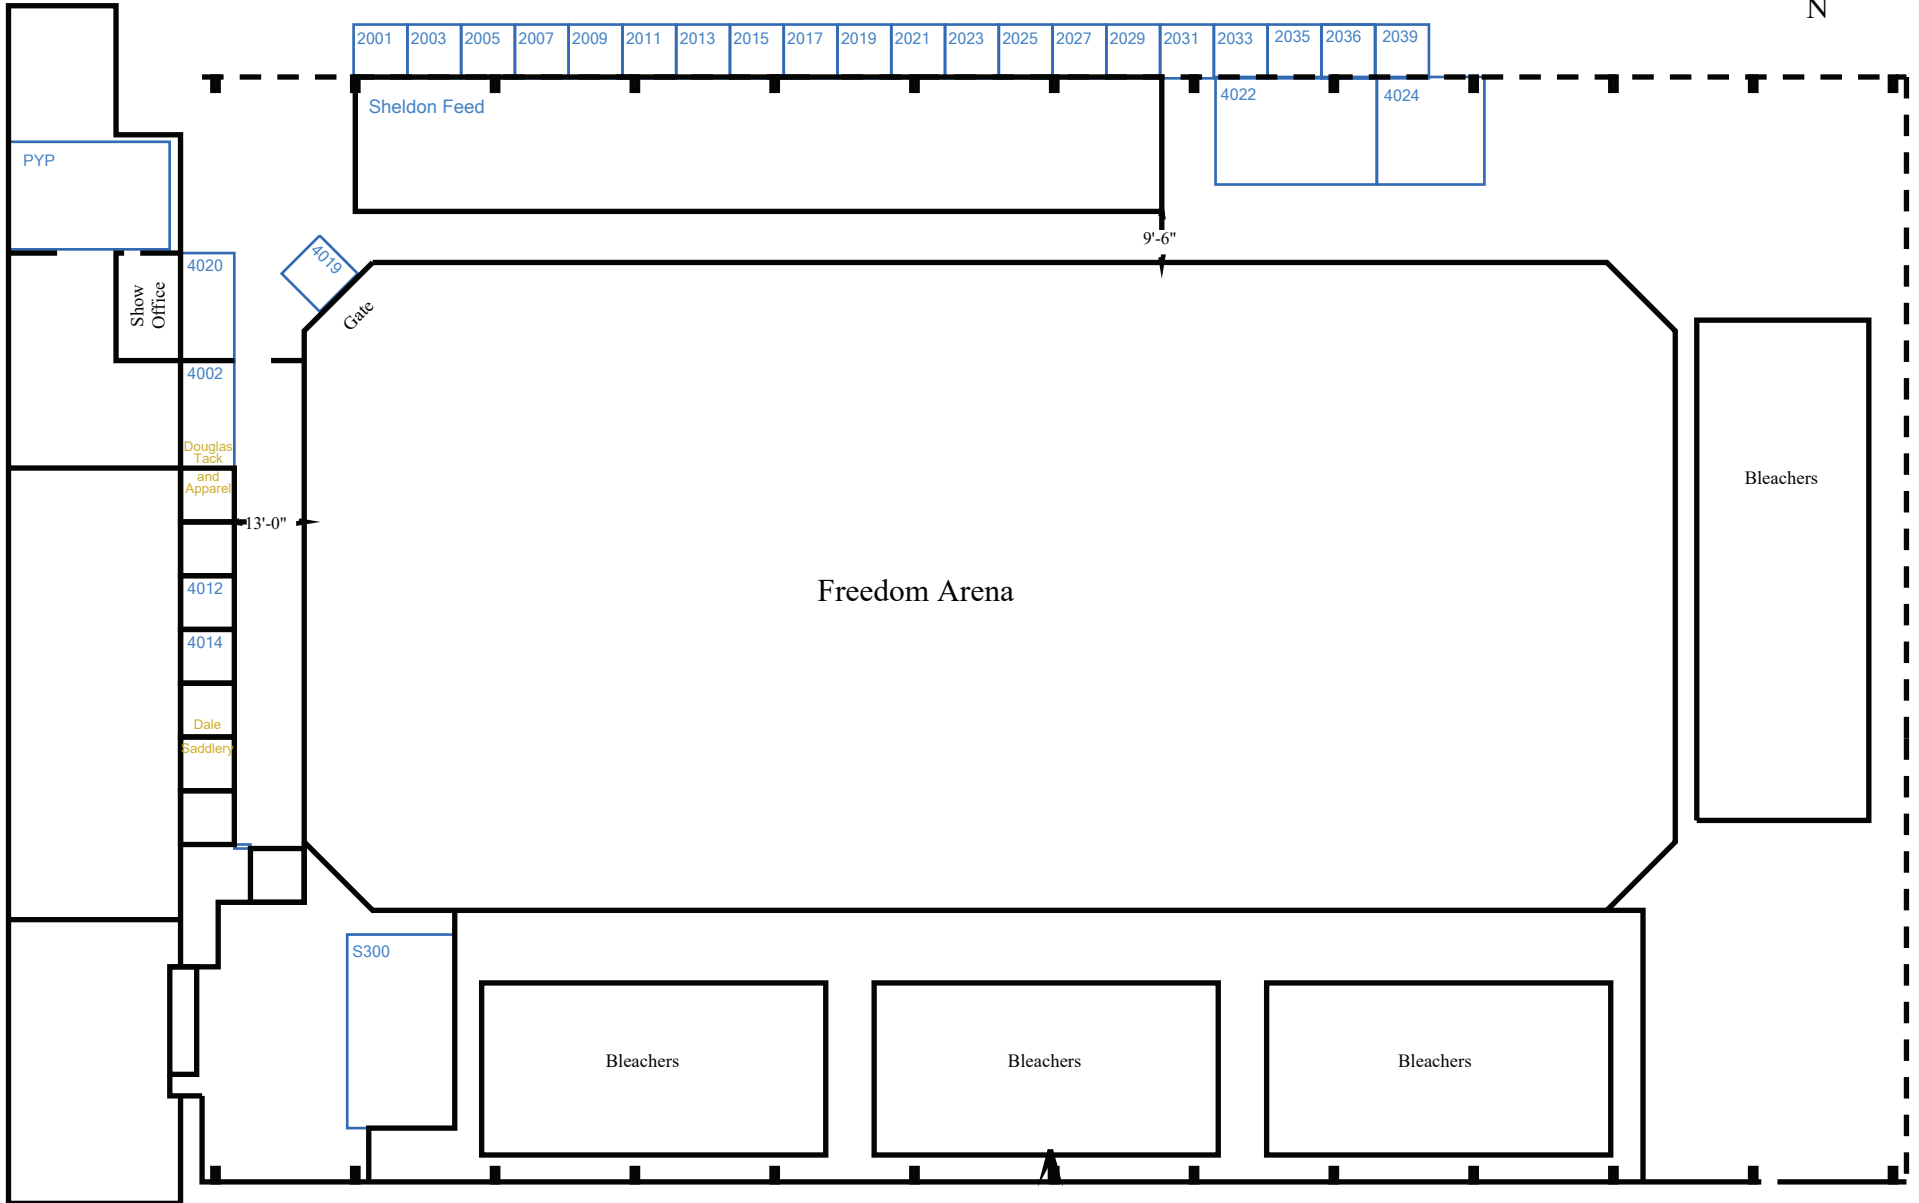 N
2001 2003 2005 2007 2009 2011 2013 2015 2017 2019 2021 2023 2025 2027 2029 2031 2033 2035 2036 2039
Sheldon Feed
4022
4024
PYP
9'-6"
4020
4019
Show
Office
Gate
4002
Douglas
Tack
and
Apparel
Bleachers
13'-0"
4012
Freedom Arena
4014
Dale
Saddlery
S300
Bleachers
Bleachers
Bleachers